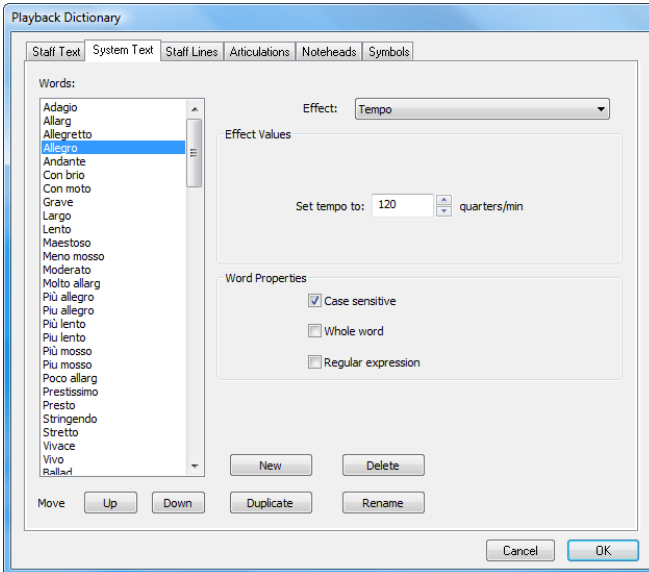 Playback Dictionary
Staff Text System Text Staff Lines Articulations Noteheads Symbols
Words:
Adagio
Allarg
Allegretto
Allegro
Andante
Con brio
Con moto
Grave
Largo
Lento
Maestoso
Meno mosso
Moderato
Molto allarg
Più allegro
Piu allegro
Più lento
Piu lento
Più mosso
Piu mosso
Poco allarg
Prestissimo
Presto
Stringendo
Stretto
Vivace
Vivo
Ballad
Effect: Tempo
Effect Values
Set tempo to: 120 quarters/min
Word Properties
Case sensitive
Whole word
Regular expression
New Delete
Move Up Down Duplicate Rename
Cancel OK